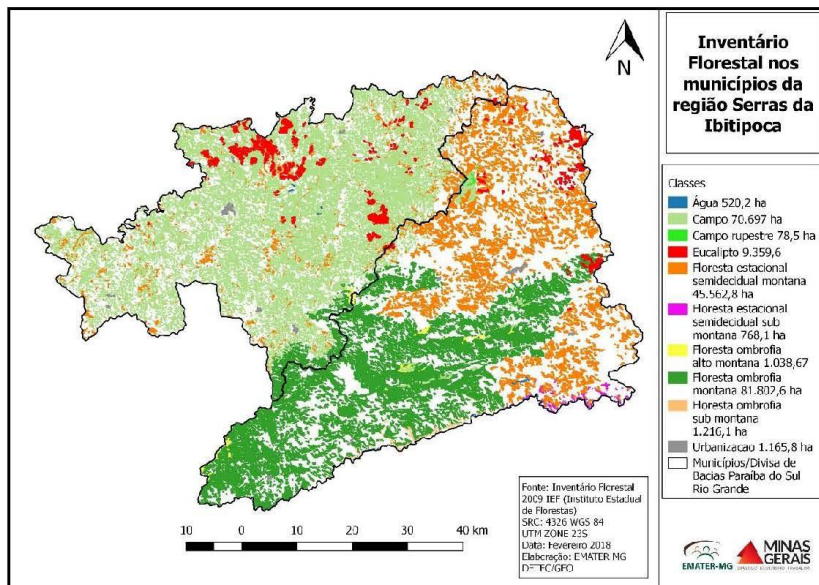 N
Inventário
Florestal nos
municípios da
região Serras da
Ibitipoca
Classes
Água 520,2 ha
Campo 70.697 ha
Campo rupestre 78,5 ha
Eucalipto 9.359,6
Floresta estacional
semidecidual montana
45.562,8 ha
Floresta estacional
semidecidual sub
montana 768,1 ha
Floresta ombrofia
alto montana 1.038,67
Floresta ombrofia
montana 81.802,6 ha
Floresta ombrofia
sub montana
1.216,1 ha
Urbanizacao 1.165,8 ha
Municípios/Divisa de
Bacias Paraíba do Sul
Rio Grande
Fonte: Inventário Florestal
2009 IEF (Instituto Estadual
de Florestas)
SRC: 4326 WGS 84
UTM ZONE 23S
Data: Fevereiro 2018
Elaboração: EMATER MG
DETEC/GEO
10 0 10 20 30 40 km
EMATER-MG
MINAS
GERAIS